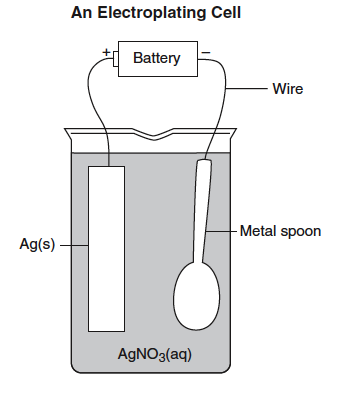 An Electroplating Cell
+
Battery
–
Wire
Ag(s)
Metal spoon
AgNO₃(aq)